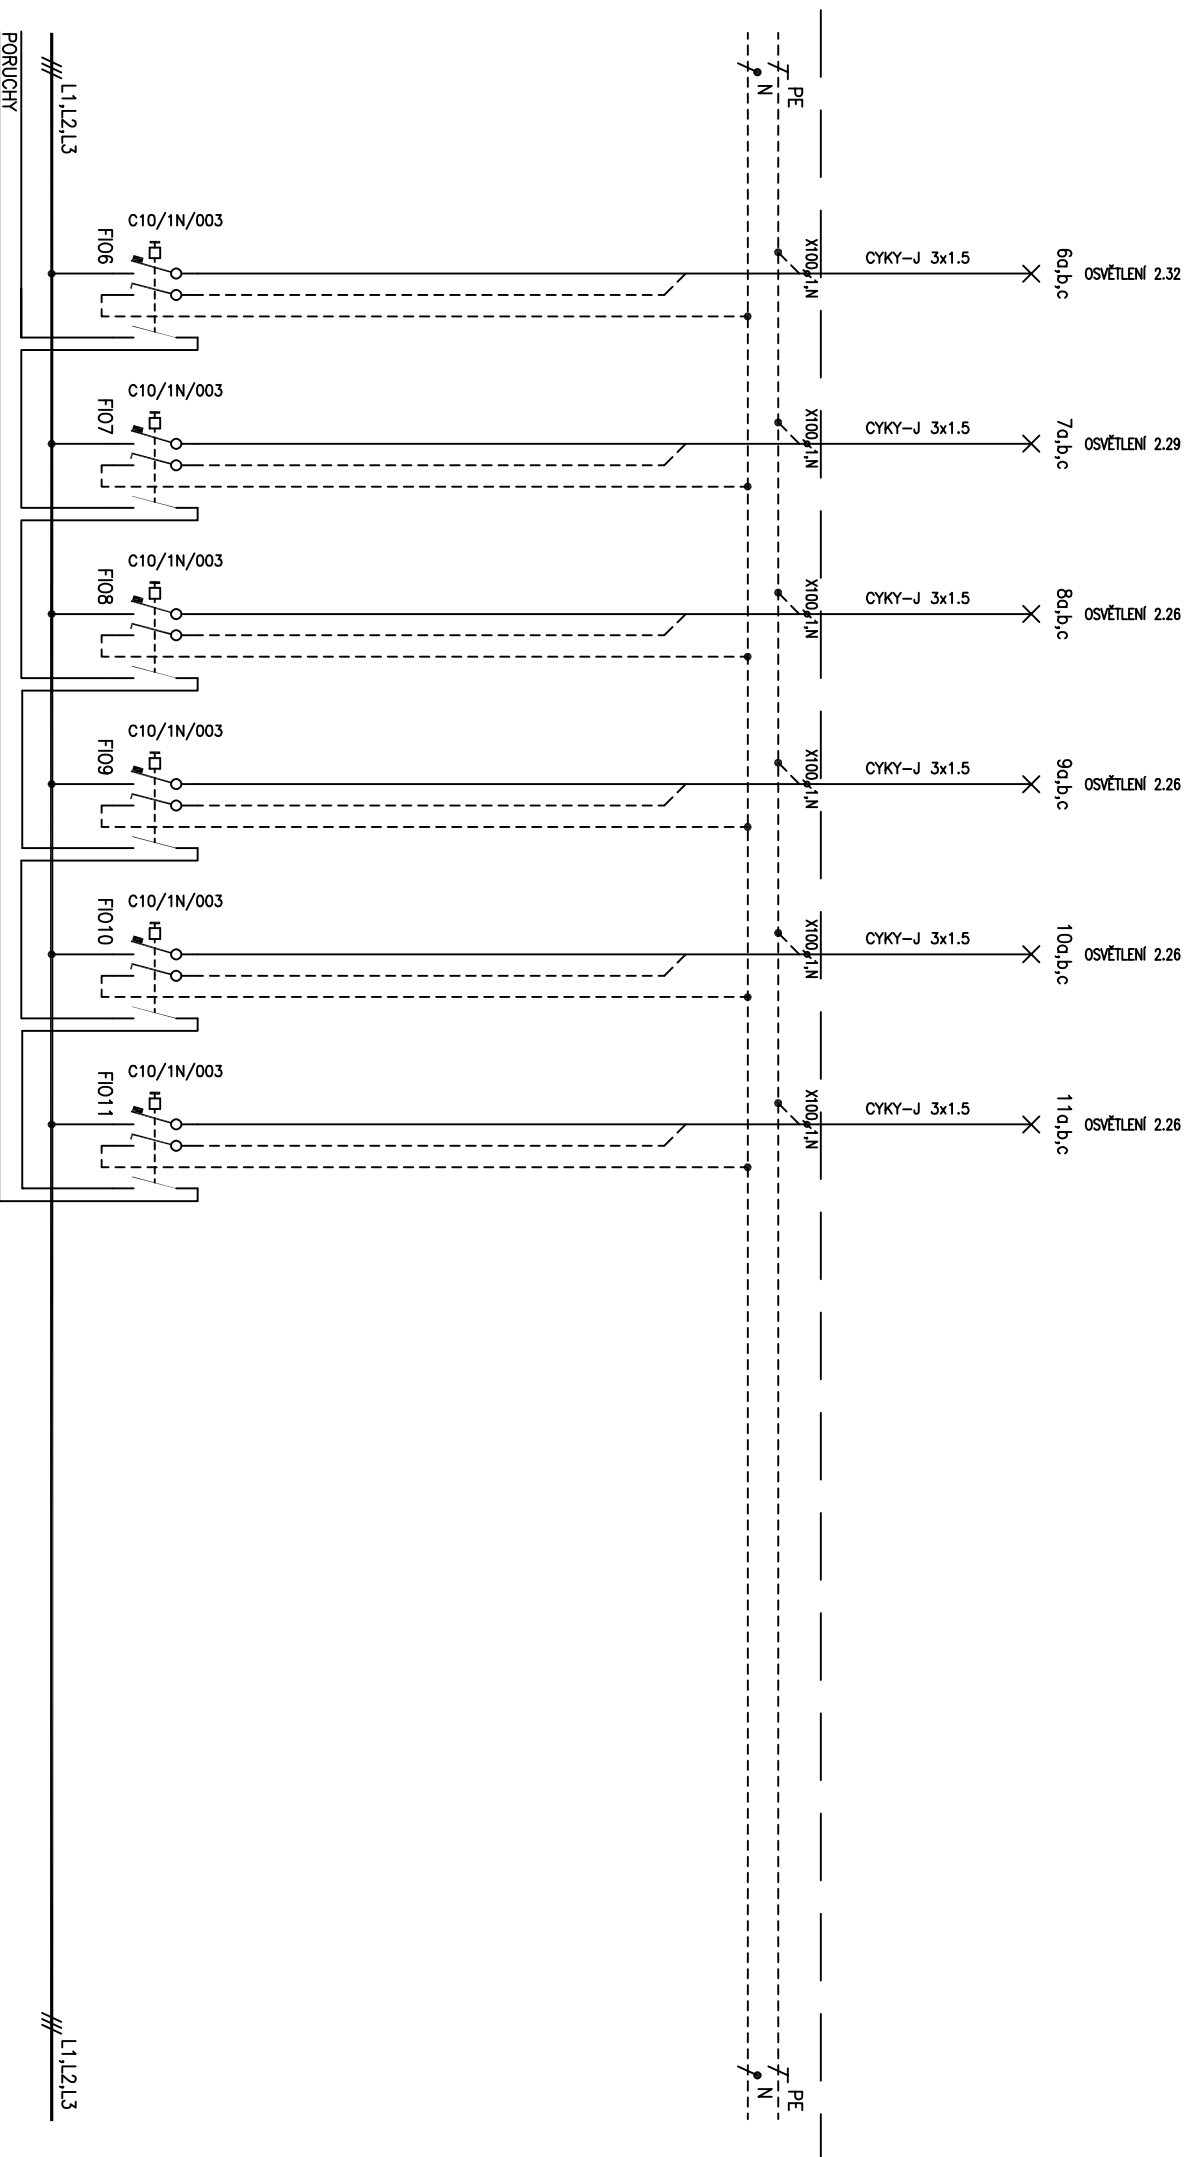 PORUCHY
L1,L2,L3
N
PE
C10/1N/003
FI06
X100,1,N
CYKY-J 3x1.5
6a,b,c
OSVĚTLENÍ 2.32
C10/1N/003
FI07
X100,1,N
CYKY-J 3x1.5
7a,b,c
OSVĚTLENÍ 2.29
C10/1N/003
FI08
X100,1,N
CYKY-J 3x1.5
8a,b,c
OSVĚTLENÍ 2.26
C10/1N/003
FI09
X100,1,N
CYKY-J 3x1.5
9a,b,c
OSVĚTLENÍ 2.26
C10/1N/003
FI010
X100,1,N
CYKY-J 3x1.5
10a,b,c
OSVĚTLENÍ 2.26
C10/1N/003
FI011
X100,1,N
CYKY-J 3x1.5
11a,b,c
OSVĚTLENÍ 2.26
L1,L2,L3
N
PE